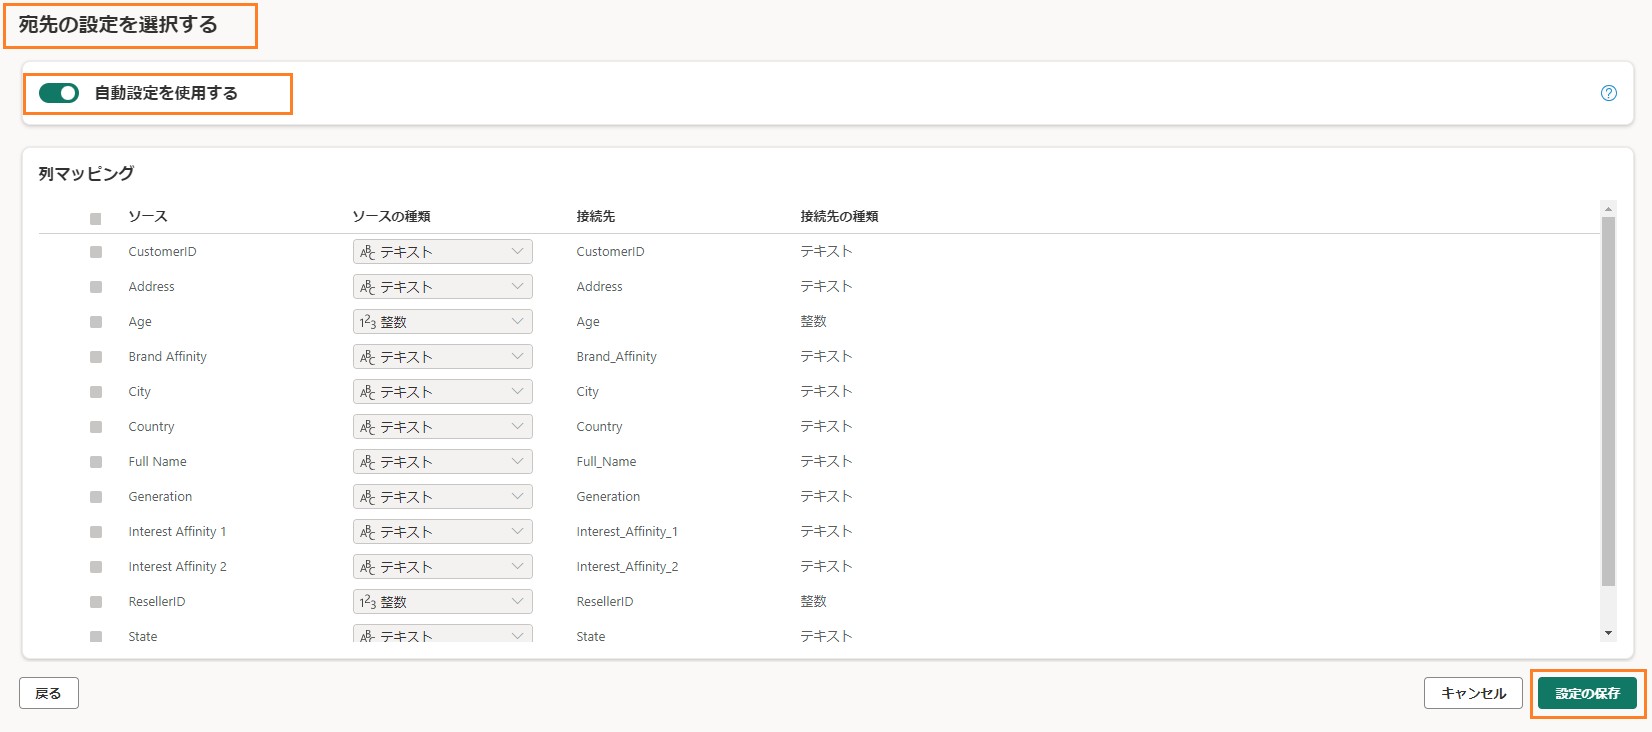 宛先の設定を選択する
自動設定を使用する
列マッピング
ソース ソースの種類 接続先 接続先の種類
CustomerID ABC テキスト CustomerID テキスト
Address ABC テキスト Address テキスト
Age 123 整数 Age 整数
Brand Affinity ABC テキスト Brand_Affinity テキスト
City ABC テキスト City テキスト
Country ABC テキスト Country テキスト
Full Name ABC テキスト Full_Name テキスト
Generation ABC テキスト Generation テキスト
Interest Affinity 1 ABC テキスト Interest_Affinity_1 テキスト
Interest Affinity 2 ABC テキスト Interest_Affinity_2 テキスト
ResellerID 123 整数 ResellerID 整数
State ABC テキスト State テキスト
戻る キャンセル 設定の保存